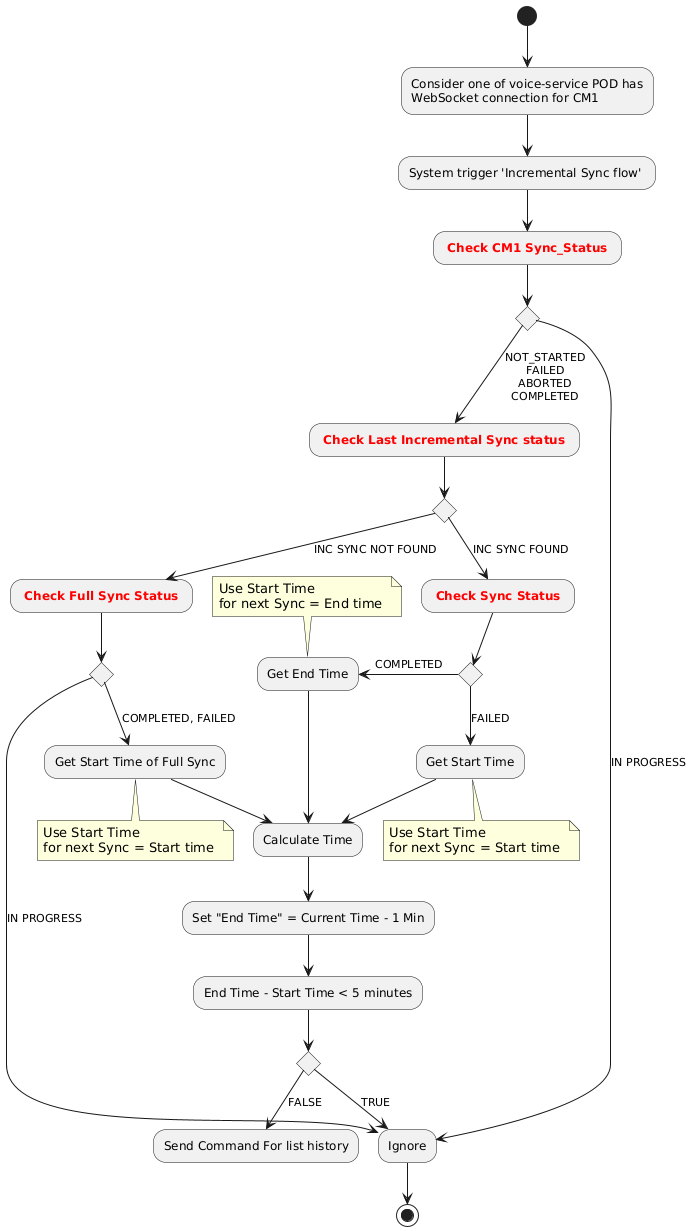 Consider one of voice-service POD has
WebSocket connection for CM1
System trigger 'Incremental Sync flow'
Check CM1 Sync_Status
NOT_STARTED
FAILED
ABORTED
COMPLETED
Check Last Incremental Sync status
INC SYNC NOT FOUND
INC SYNC FOUND
Check Full Sync Status
Use Start Time
for next Sync = End time
Check Sync Status
Get End Time
COMPLETED
COMPLETED, FAILED
FAILED
Get Start Time of Full Sync
Get Start Time
IN PROGRESS
Use Start Time
for next Sync = Start time
Calculate Time
Use Start Time
for next Sync = Start time
IN PROGRESS
Set "End Time" = Current Time - 1 Min
End Time - Start Time < 5 minutes
FALSE
TRUE
Send Command For list history
Ignore